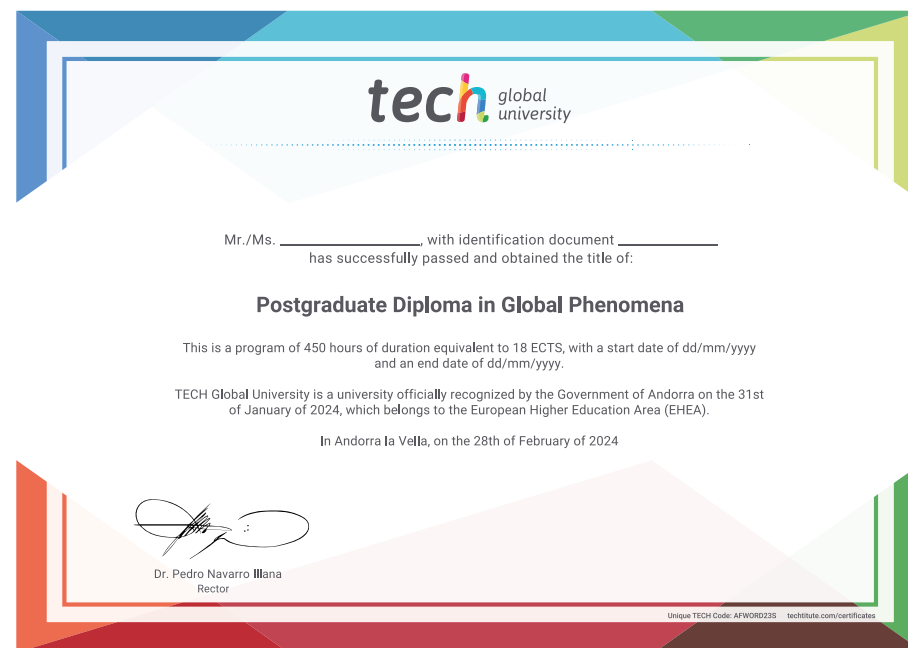 tech global university
Mr./Ms. ____________, with identification document ____________
has successfully passed and obtained the title of:
Postgraduate Diploma in Global Phenomena
This is a program of 450 hours of duration equivalent to 18 ECTS, with a start date of dd/mm/yyyy
and an end date of dd/mm/yyyy.
TECH Global University is a university officially recognized by the Government of Andorra on the 31st
of January of 2024, which belongs to the European Higher Education Area (EHEA).
In Andorra la Vella, on the 28th of February of 2024
Dr. Pedro Navarro Illana
Rector
Unique TECH Code: AFWORD23S techtitute.com/certificates